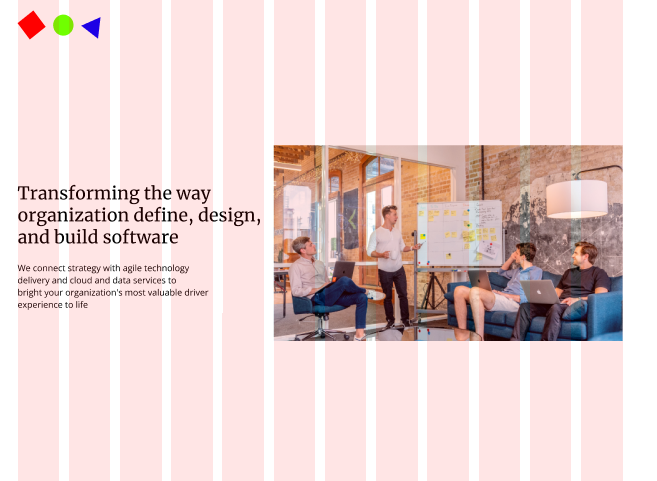 Transforming the way
organization define, design,
and build software
We connect strategy with agile technology
delivery and cloud and data services to
bright your organization's most valuable driver
experience to life